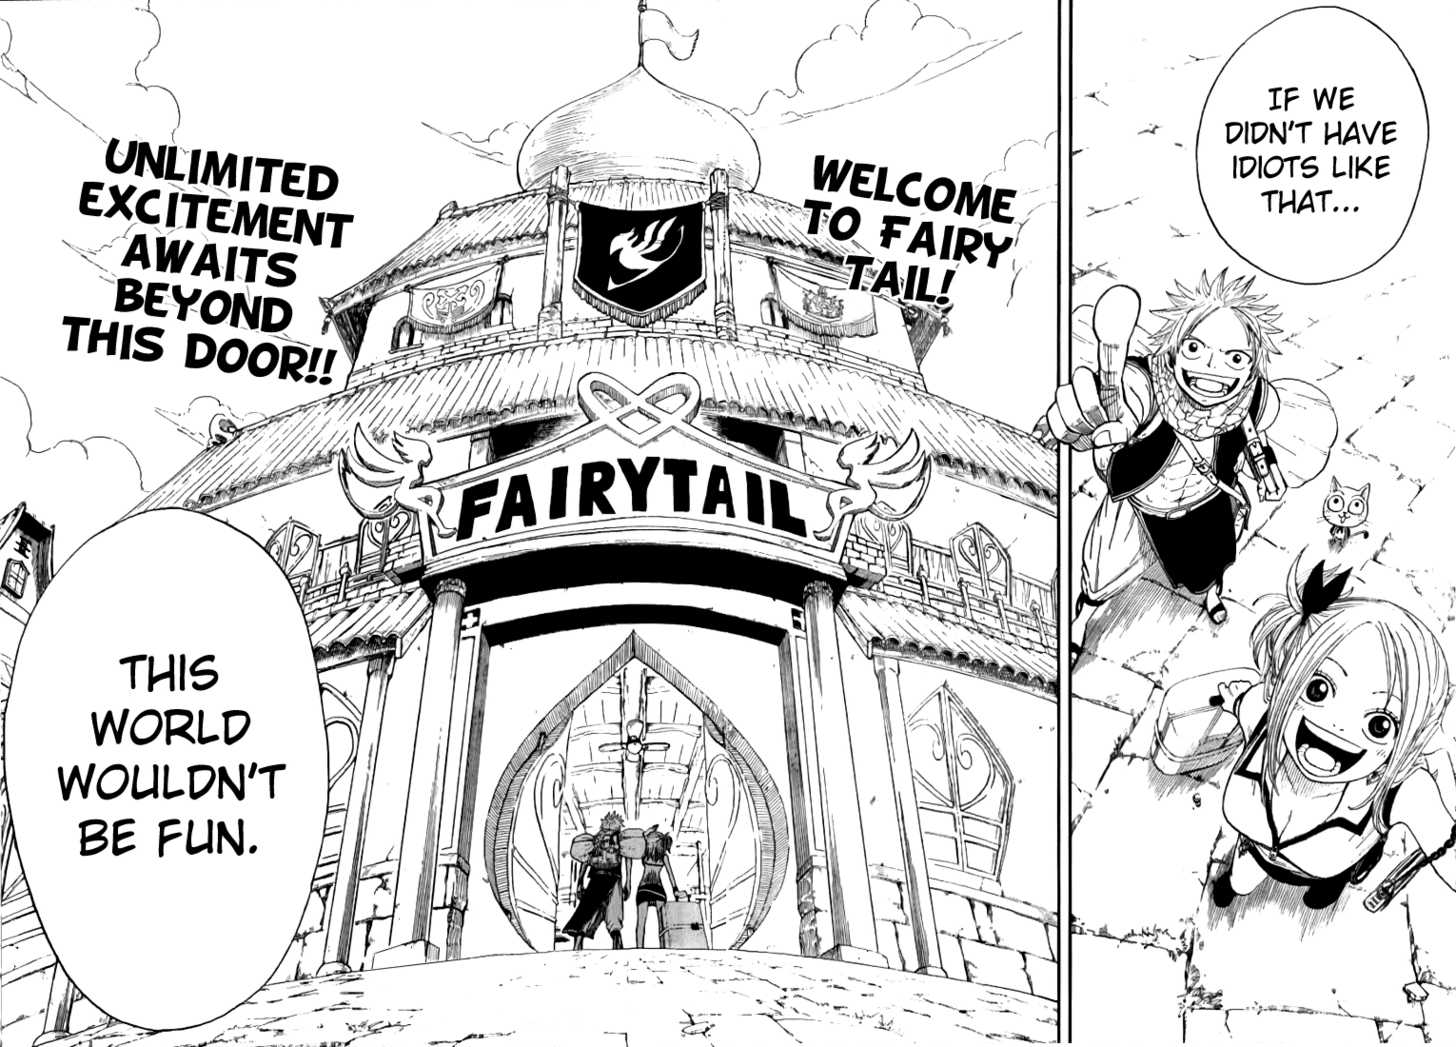 IF WE
DIDN'T HAVE
IDIOTS LIKE
THAT...
WELCOME
TO FAIRY
TAIL!
UNLIMITED
EXCITEMENT
AWAITS
BEYOND
THIS DOOR!!
FAIRYTAIL
THIS
WORLD
WOULDN'T
BE FUN.